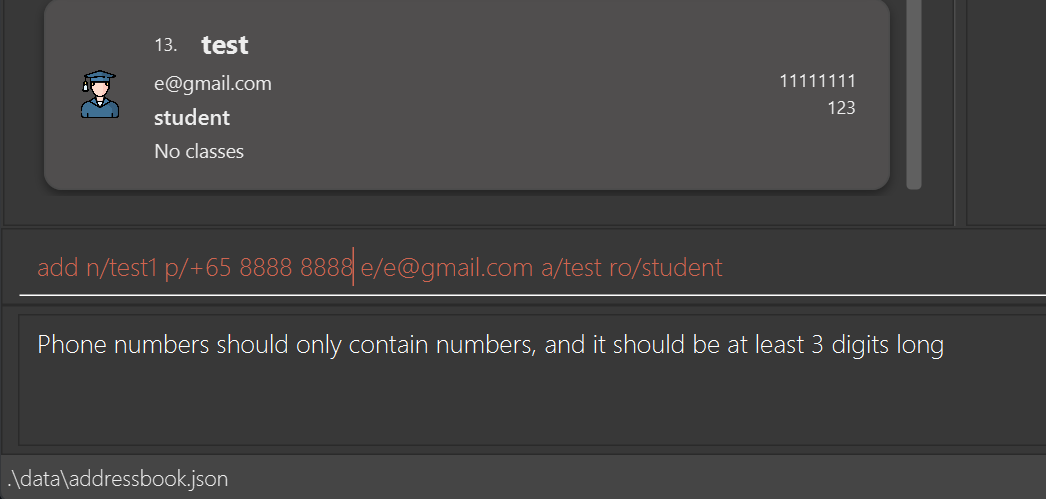 13. test
e@gmail.com
11111111
student
123
No classes
add n/test1 p/+65 8888 8888 e/e@gmail.com a/test ro/student
Phone numbers should only contain numbers, and it should be at least 3 digits long
.\data\addressbook.json